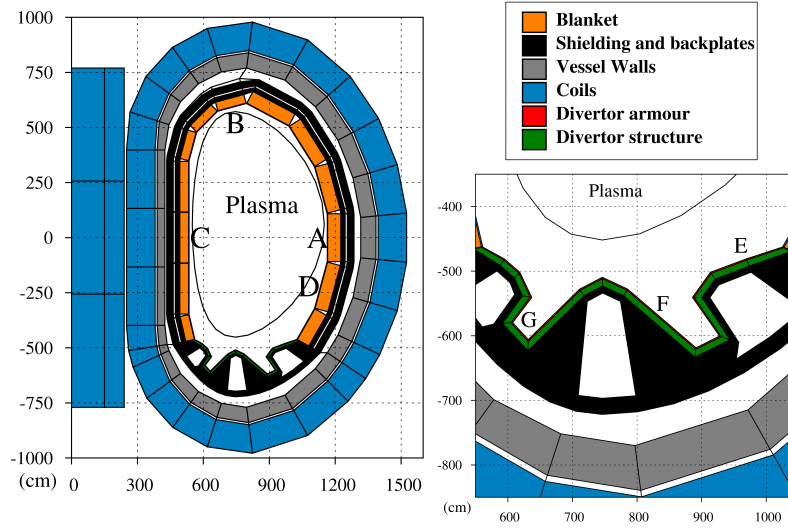 1000
750
500
250
0
-250
-500
-750
-1000
(cm)
0
300
600
900
1200
1500
B
Plasma
C
A
D
Blanket
Shielding and backplates
Vessel Walls
Coils
Divertor armour
Divertor structure
-400
-500
-600
-700
-800
(cm)
600
700
800
900
1000
Plasma
E
F
G